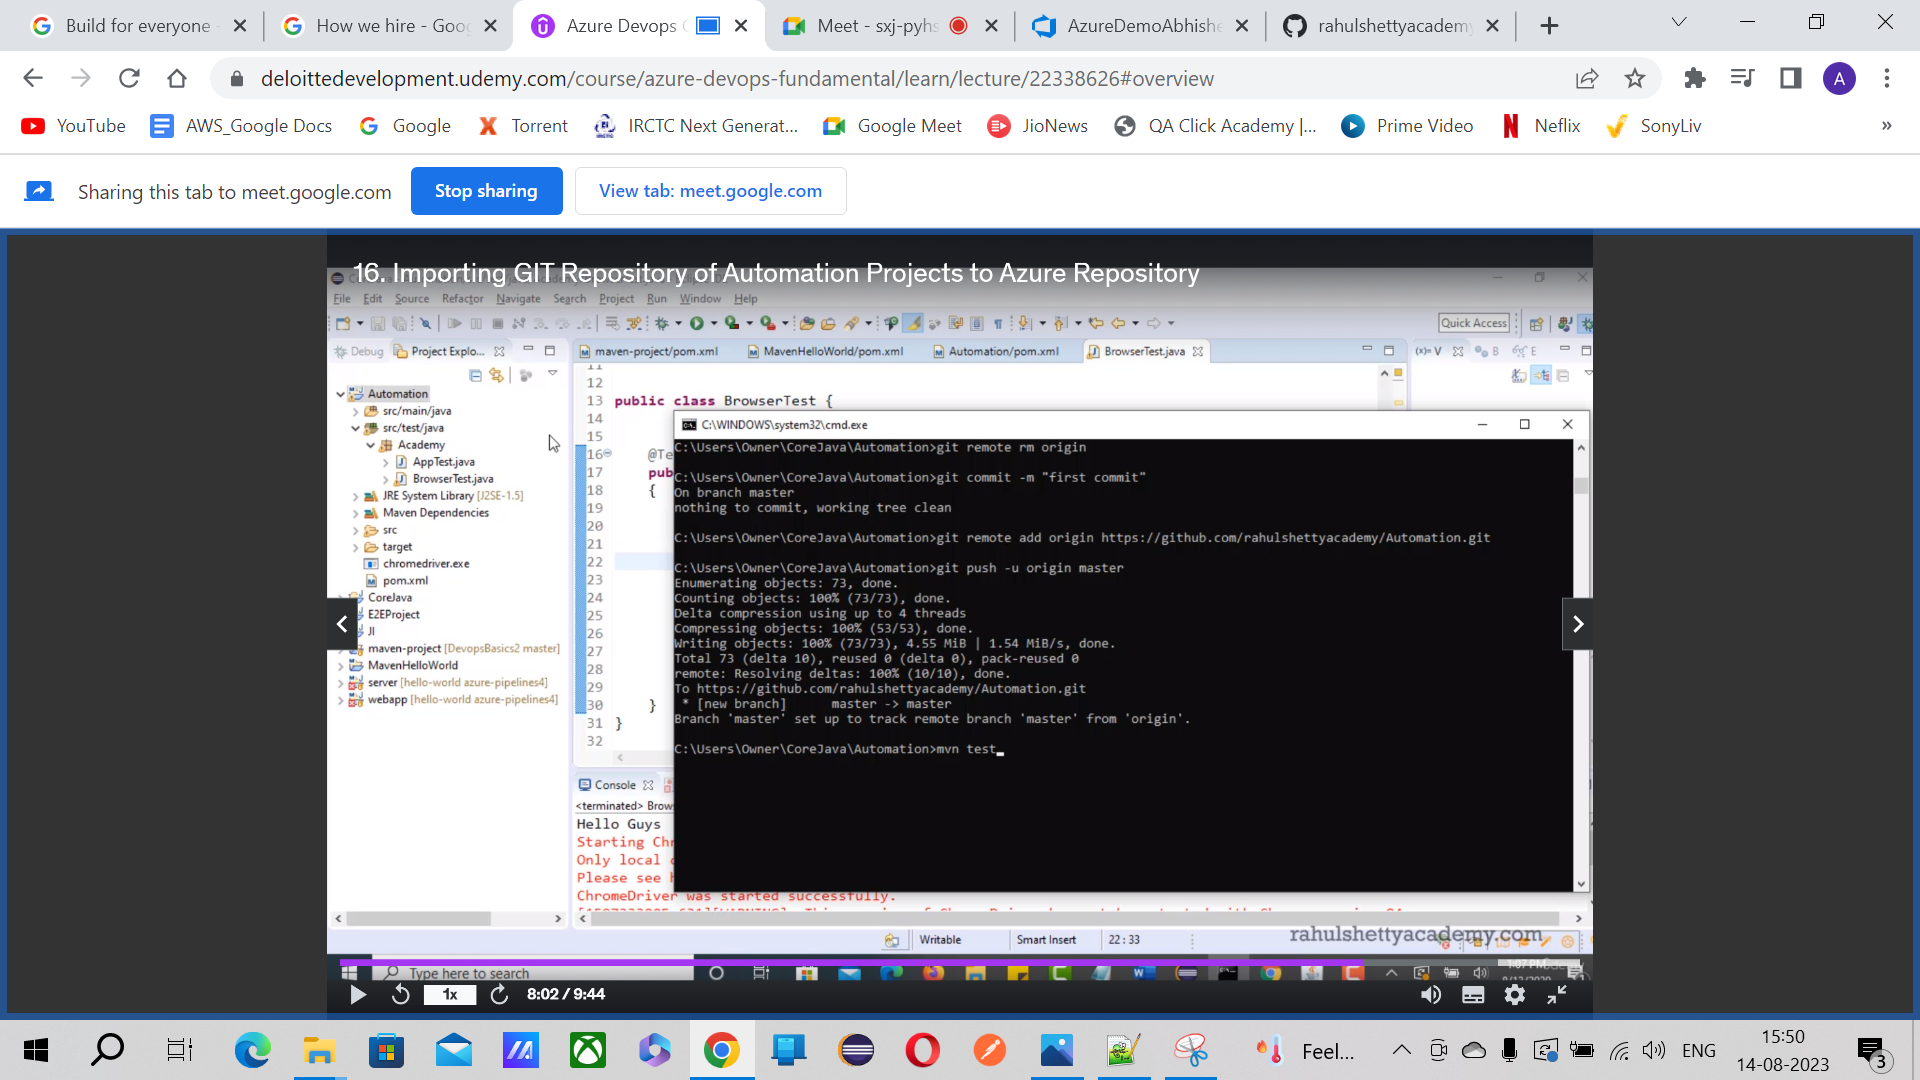 Build for everyone
How we hire - Goog
Azure Devops
Meet - sxj-pyhs
AzureDemoAbhishe
rahulshettyacademy
deloittedevelopment.udemy.com/course/azure-devops-fundamental/learn/lecture/22338626#overview
A
YouTube AWS_Google Docs Google Torrent IRCTC Next Generat... Google Meet JioNews QA Click Academy |... Prime Video Neflix SonyLiv »
Sharing this tab to meet.google.com Stop sharing View tab: meet.google.com
16. Importing GIT Repository of Automation Projects to Azure Repository
File Edit Source Refactor Navigate Search Project Run Window Help
Quick Access
Debug Project Explo...
maven-project/pom.xml MavenHelloWorld/pom.xml Automation/pom.xml BrowserTest.java
(x)= V B E
Automation
src/main/java
src/test/java
Academy
AppTest.java
BrowserTest.java
JRE System Library [J2SE-1.5]
Maven Dependencies
src
target
chromedriver.exe
pom.xml
CoreJava
E2EProject
JI
maven-project [DevopsBasics2 master]
MavenHelloWorld
server [hello-world azure-pipelines4]
webapp [hello-world azure-pipelines4]
11
12
13 public class BrowserTest {
14
15
16 @Te
17 pub
18 {
19
20
21
22
23
24
25
26
27
28
29
30 }
31 }
32
C:\WINDOWS\system32\cmd.exe
C:\Users\Owner\CoreJava\Automation>git remote rm origin
C:\Users\Owner\CoreJava\Automation>git commit -m "first commit"
On branch master
nothing to commit, working tree clean
C:\Users\Owner\CoreJava\Automation>git remote add origin https://github.com/rahulshettyacademy/Automation.git
C:\Users\Owner\CoreJava\Automation>git push -u origin master
Enumerating objects: 73, done.
Counting objects: 100% (73/73), done.
Delta compression using up to 4 threads
Compressing objects: 100% (53/53), done.
Writing objects: 100% (73/73), 4.55 MiB | 1.54 MiB/s, done.
Total 73 (delta 10), reused 0 (delta 0), pack-reused 0
remote: Resolving deltas: 100% (10/10), done.
To https://github.com/rahulshettyacademy/Automation.git
* [new branch] master -> master
Branch 'master' set up to track remote branch 'master' from 'origin'.
C:\Users\Owner\CoreJava\Automation>mvn test
Console
<terminated> Brow
Hello Guys
Starting Chr
Only local
Please see
ChromeDriver was started successfully.
Writable Smart Insert 22 : 33
rahulshettyacademy.com
Type here to search
1:07 PM
1x 8:02 / 9:44
Feel...
ENG
15:50
14-08-2023
3